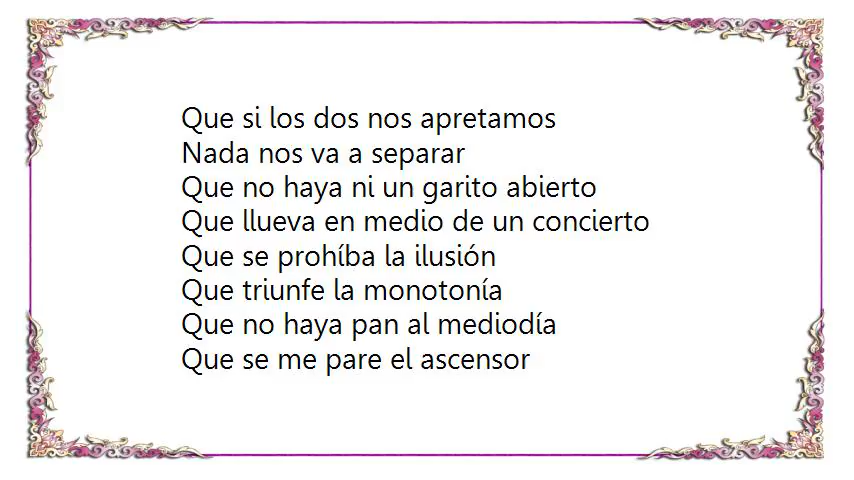 Que si los dos nos apretamos
Nada nos va a separar
Que no haya ni un garito abierto
Que llueva en medio de un concierto
Que se prohíba la ilusión
Que triunfe la monotonía
Que no haya pan al mediodía
Que se me pare el ascensor